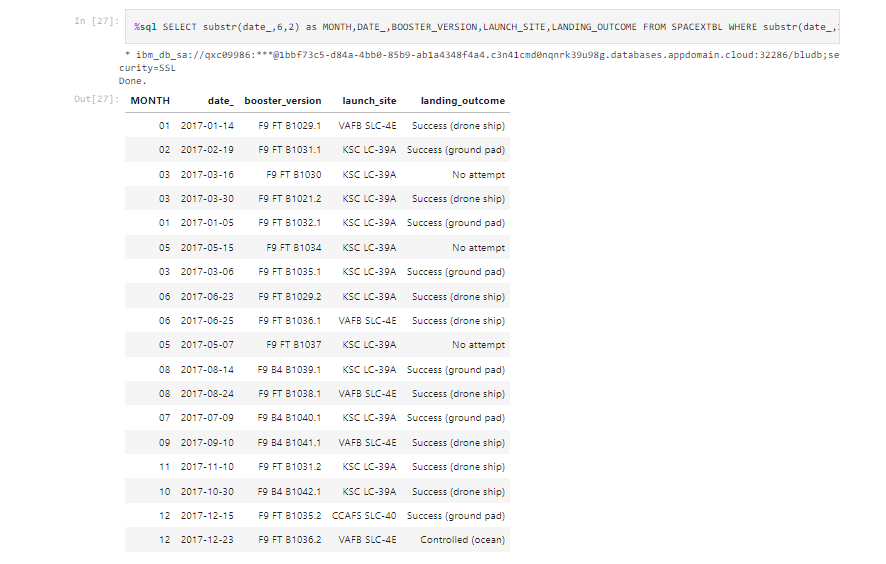 In [27]: %sql SELECT substr(date_,6,2) as MONTH,DATE_,BOOSTER_VERSION,LAUNCH_SITE,LANDING_OUTCOME FROM SPACEXTBL WHERE substr(date_,
* ibm_db_sa://qxc09986:***@1bbf73c5-d84a-4bb0-85b9-ab1a4348f4a4.c3n41cmd0nqnrk39u98g.databases.appdomain.cloud:32286/bludb;se
curity=SSL
Done.
Out[27]: MONTH date_ booster_version launch_site landing_outcome
01 2017-01-14 F9 FT B1029.1 VAFB SLC-4E Success (drone ship)
02 2017-02-19 F9 FT B1031.1 KSC LC-39A Success (ground pad)
03 2017-03-16 F9 FT B1030 KSC LC-39A No attempt
03 2017-03-30 F9 FT B1021.2 KSC LC-39A Success (drone ship)
01 2017-01-05 F9 FT B1032.1 KSC LC-39A Success (ground pad)
05 2017-05-15 F9 FT B1034 KSC LC-39A No attempt
03 2017-03-06 F9 FT B1035.1 KSC LC-39A Success (ground pad)
06 2017-06-23 F9 FT B1029.2 KSC LC-39A Success (drone ship)
06 2017-06-25 F9 FT B1036.1 VAFB SLC-4E Success (drone ship)
05 2017-05-07 F9 FT B1037 KSC LC-39A No attempt
08 2017-08-14 F9 B4 B1039.1 KSC LC-39A Success (ground pad)
08 2017-08-24 F9 FT B1038.1 VAFB SLC-4E Success (drone ship)
07 2017-07-09 F9 B4 B1040.1 KSC LC-39A Success (ground pad)
09 2017-09-10 F9 B4 B1041.1 VAFB SLC-4E Success (drone ship)
11 2017-11-10 F9 FT B1031.2 KSC LC-39A Success (drone ship)
10 2017-10-30 F9 B4 B1042.1 KSC LC-39A Success (drone ship)
12 2017-12-15 F9 FT B1035.2 CCAFS SLC-40 Success (ground pad)
12 2017-12-23 F9 FT B1036.2 VAFB SLC-4E Controlled (ocean)